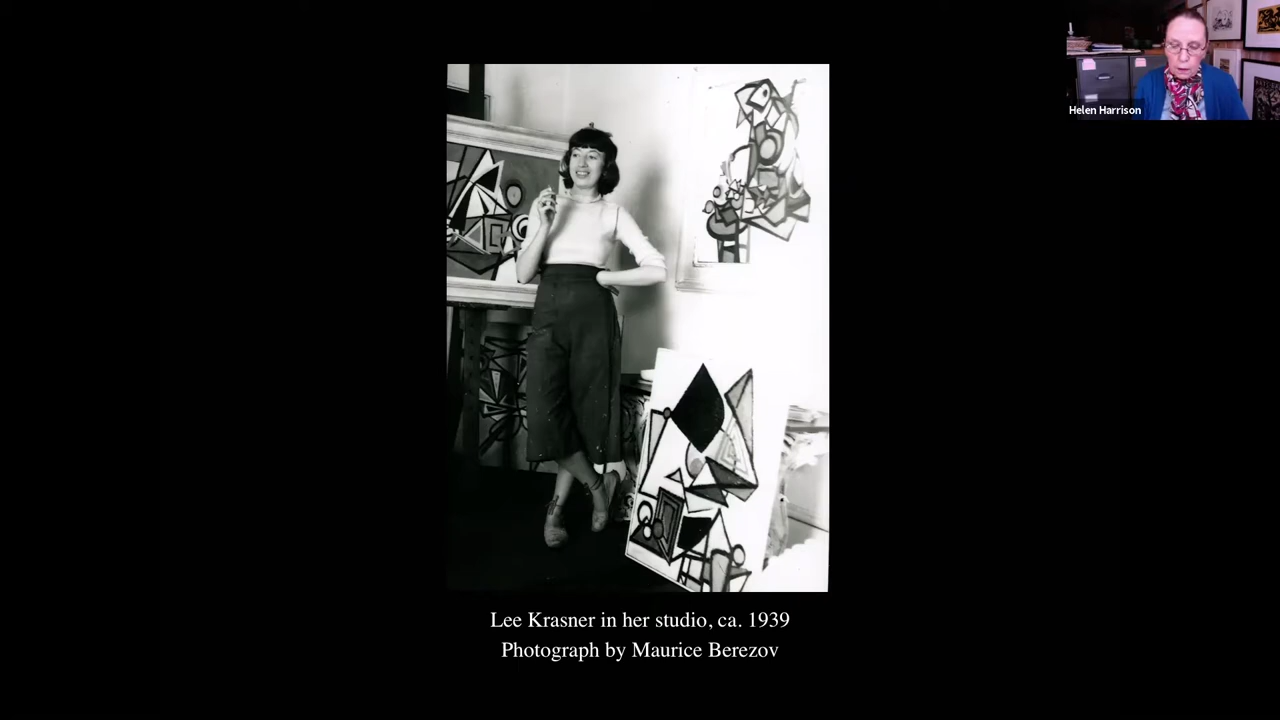 Helen Harrison
Lee Krasner in her studio, ca. 1939
Photograph by Maurice Berezov